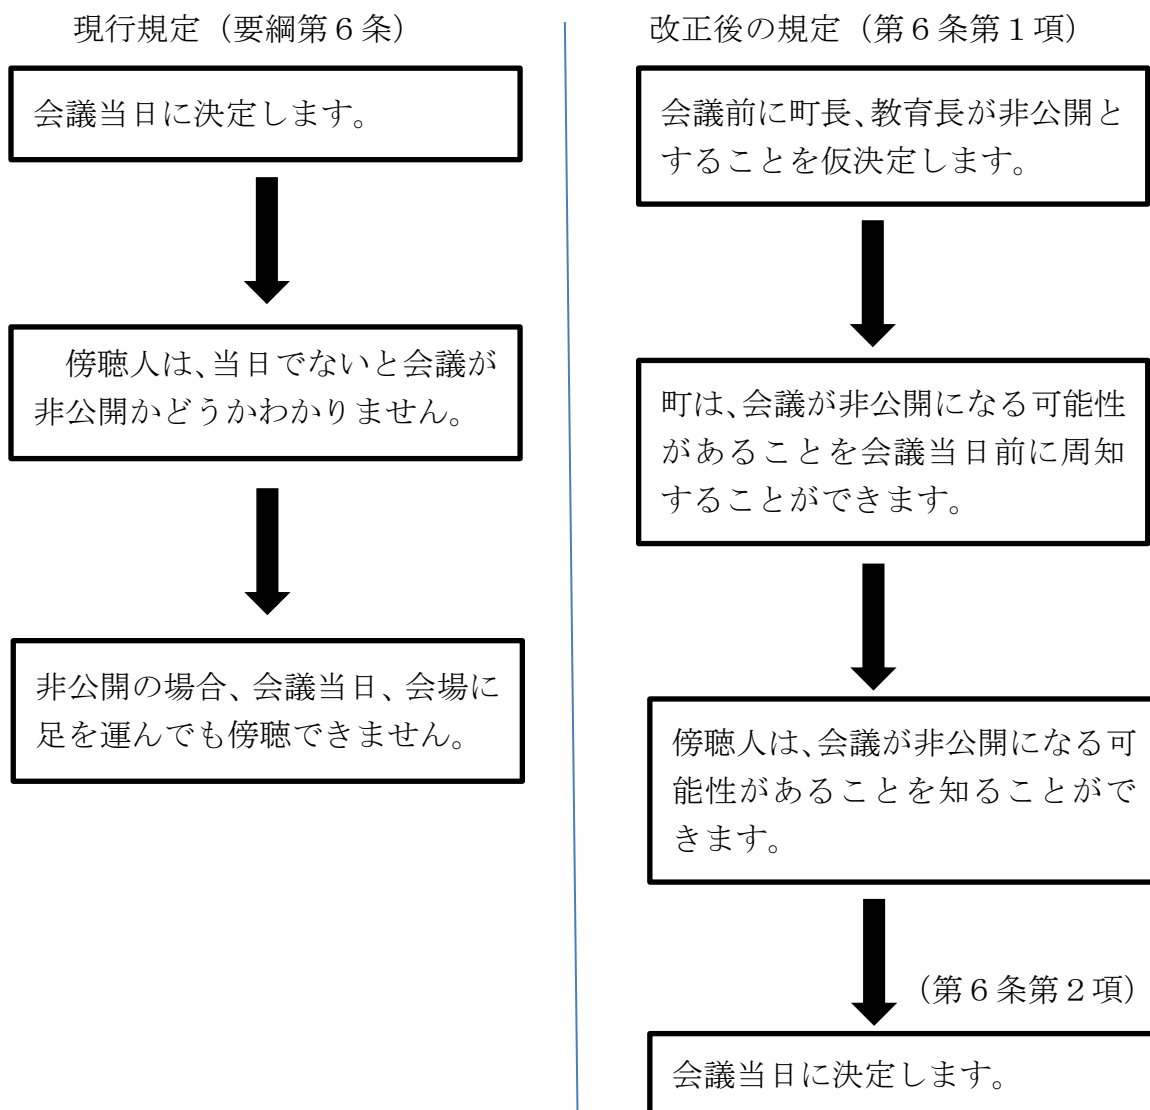 現行規定（要綱第６条）
会議当日に決定します。
傍聴人は、当日でないと会議が
非公開かどうかわかりません。
非公開の場合、会議当日、会場に
足を運んでも傍聴できません。
改正後の規定（第６条第１項）
会議前に町長、教育長が非公開と
することを仮決定します。
町は、会議が非公開になる可能性
があることを会議当日前に周知
することができます。
傍聴人は、会議が非公開になる可
能性があることを知ることがで
きます。
（第６条第２項）
会議当日に決定します。